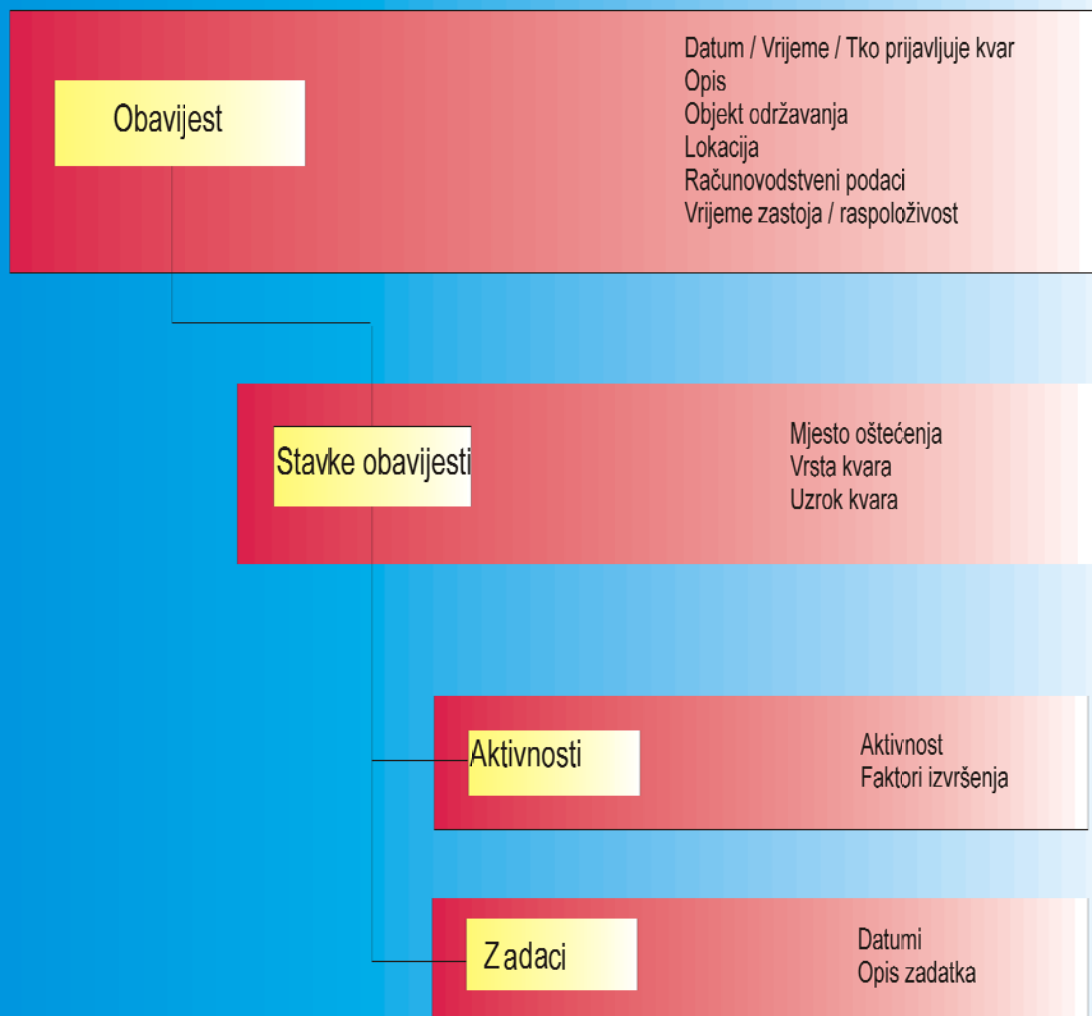 Obavijest
Datum / Vrijeme / Tko prijavljuje kvar
Opis
Objekt održavanja
Lokacija
Računovodstveni podaci
Vrijeme zastoja / raspoloživost
Stavke obavijesti
Mjesto oštećenja
Vrsta kvara
Uzrok kvara
Aktivnosti
Aktivnost
Faktori izvršenja
Zadaci
Datumi
Opis zadatka